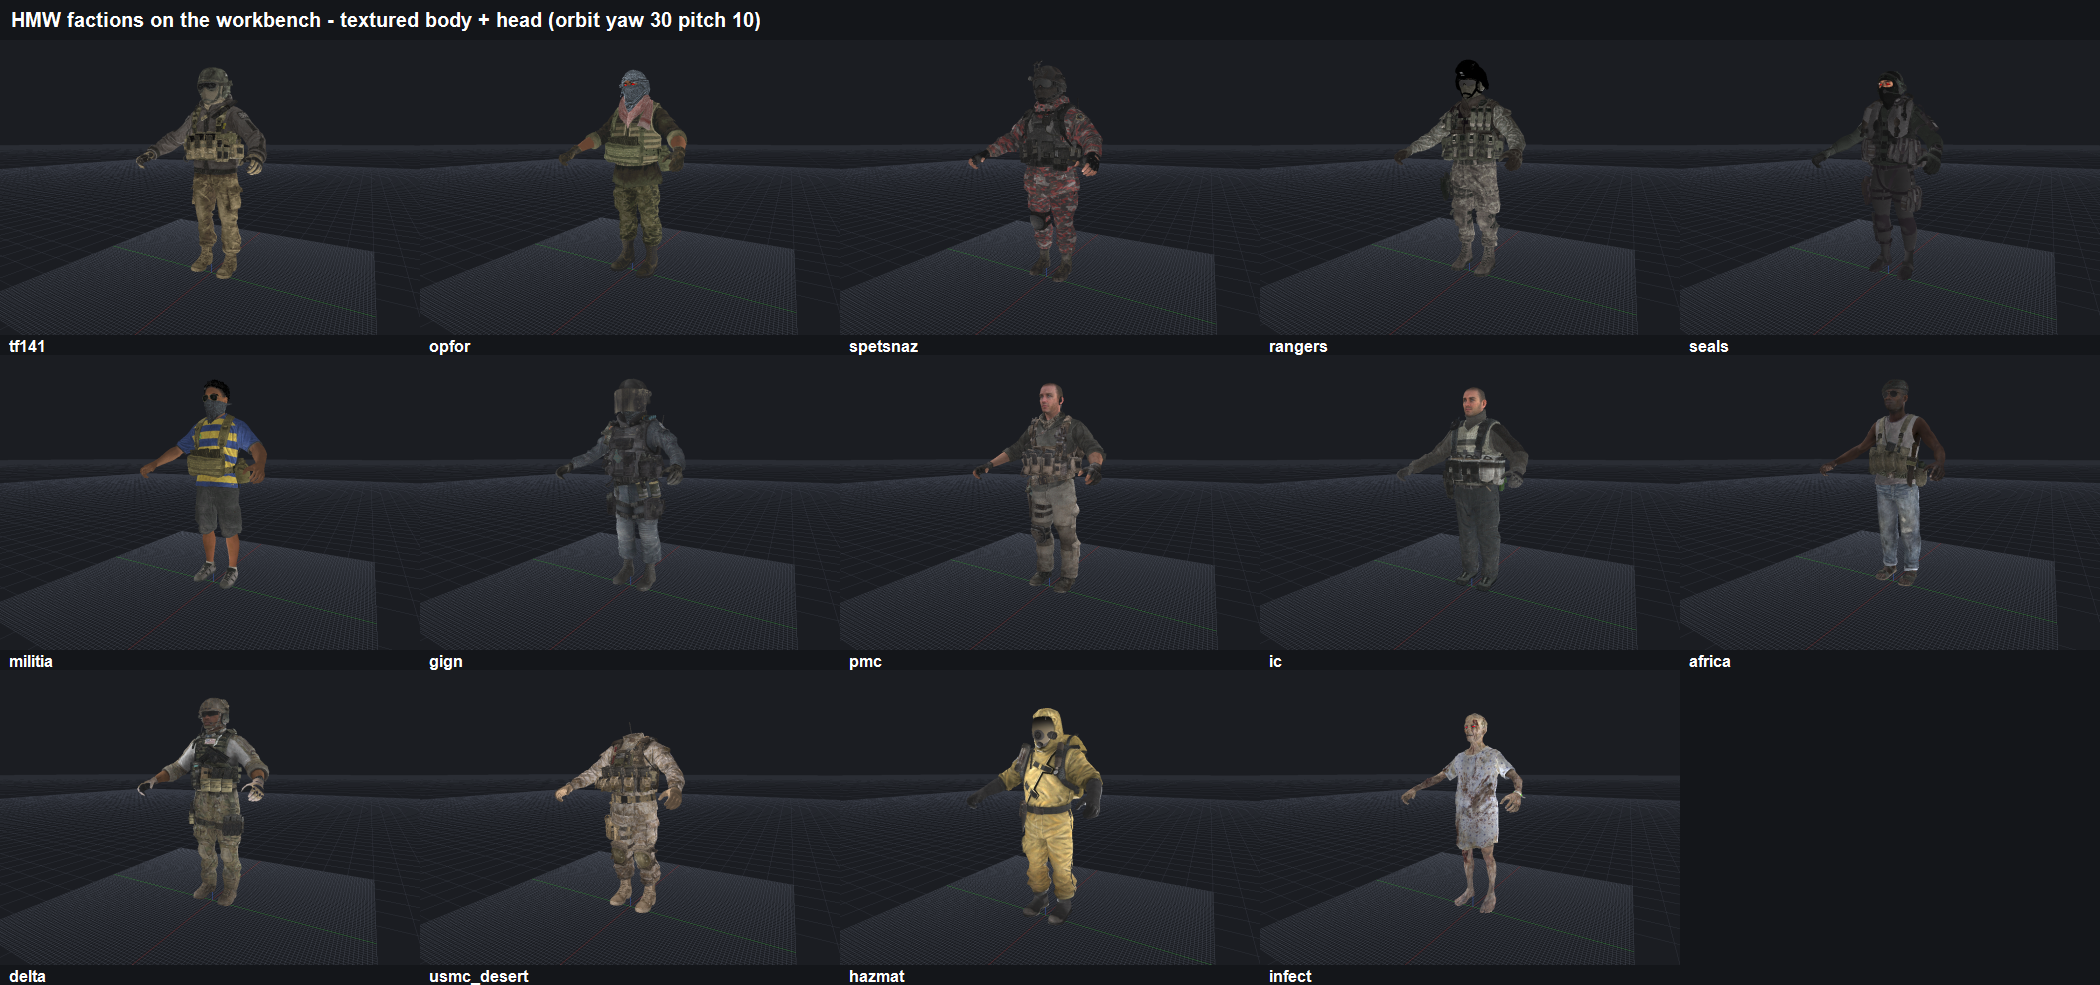 HMW factions on the workbench - textured body + head (orbit yaw 30 pitch 10)
tf141
opfor
spetsnaz
rangers
seals
militia
gign
pmc
ic
africa
delta
usmc_desert
hazmat
infect